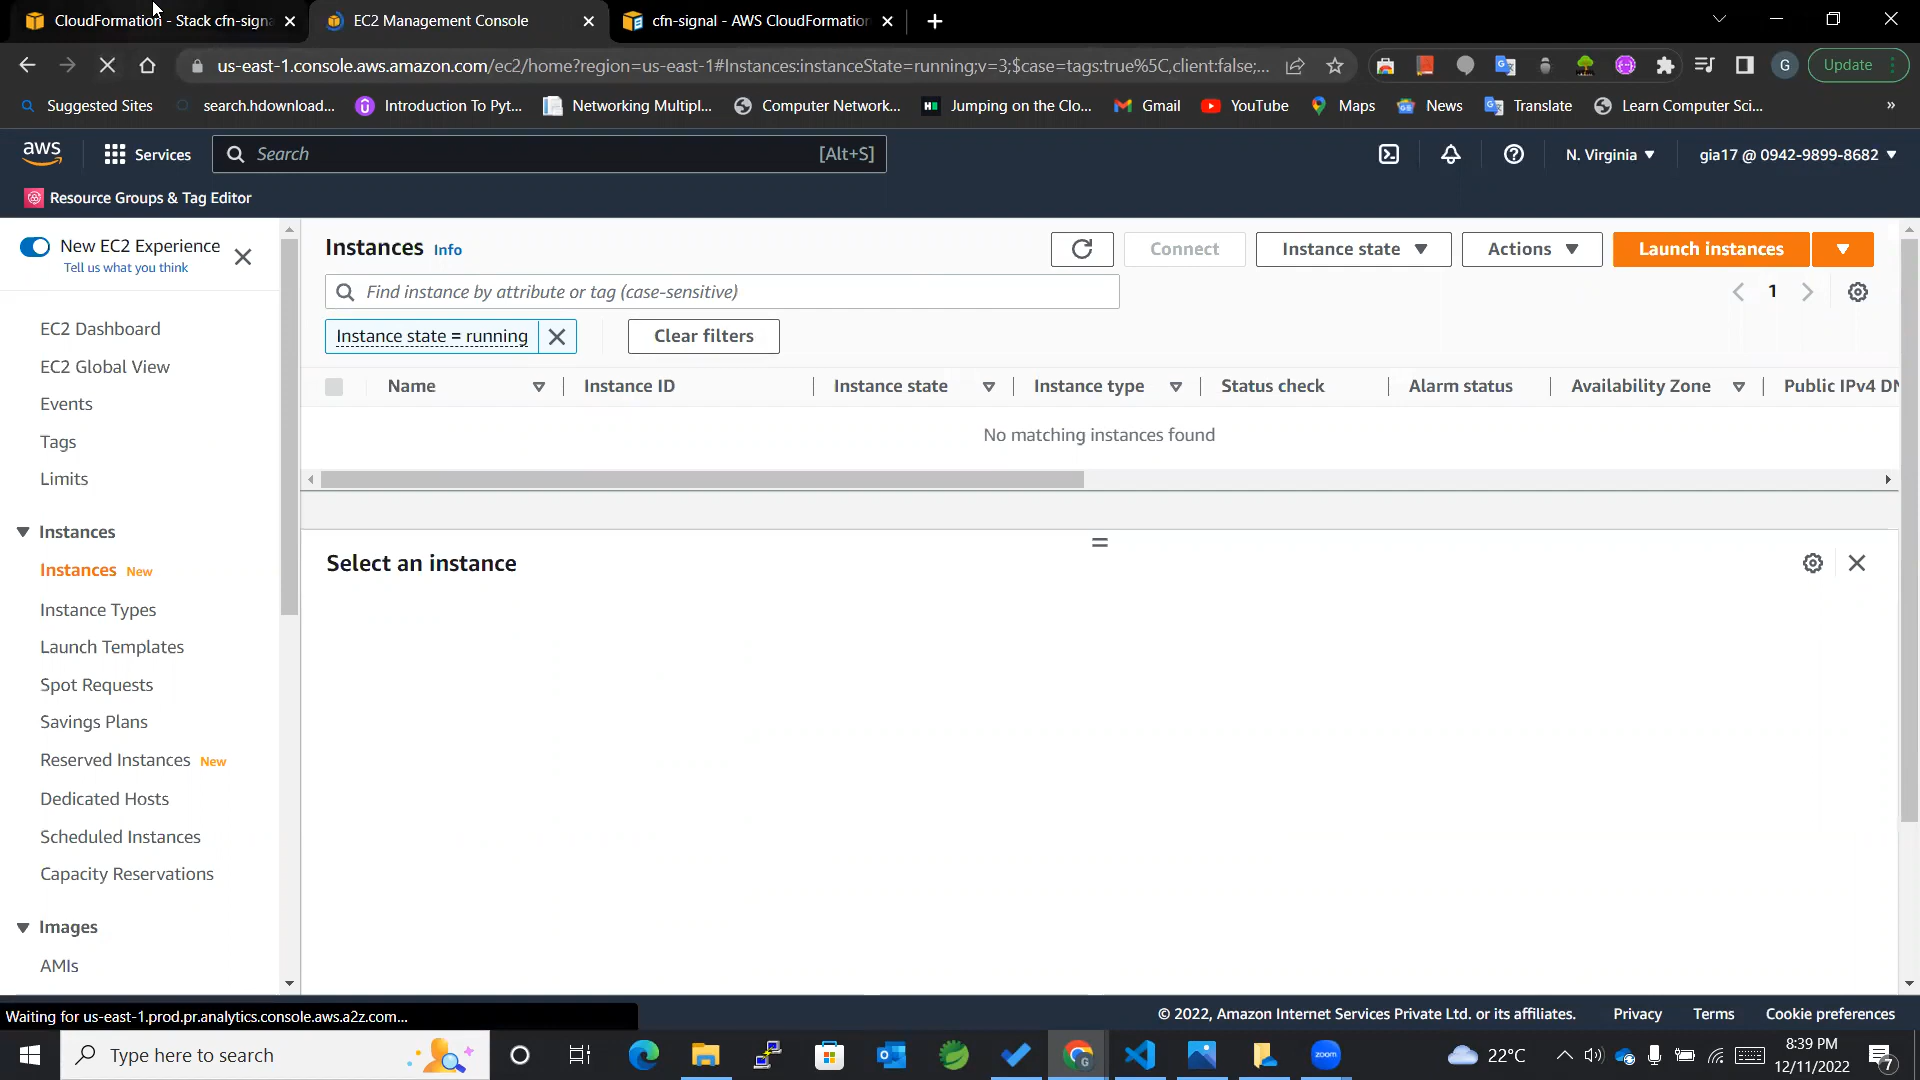 CloudFormation - Stack cfn-signa
EC2 Management Console
cfn-signal - AWS CloudFormation
us-east-1.console.aws.amazon.com/ec2/home?region=us-east-1#Instances:instanceState=running;v=3;$case=tags:true%5C,client:false;...
G
Update
Suggested Sites
search.hdownload...
Introduction To Pyt...
Networking Multipl...
Computer Network...
Jumping on the Clo...
Gmail
YouTube
Maps
News
Translate
Learn Computer Sci...
»
aws
Services
Search
[Alt+S]
N. Virginia
gia17 @ 0942-9899-8682
Resource Groups & Tag Editor
New EC2 Experience
Tell us what you think
EC2 Dashboard
EC2 Global View
Events
Tags
Limits
Instances
Instances New
Instance Types
Launch Templates
Spot Requests
Savings Plans
Reserved Instances New
Dedicated Hosts
Scheduled Instances
Capacity Reservations
Images
AMIs
Instances Info
Connect
Instance state
Actions
Launch instances
Find instance by attribute or tag (case-sensitive)
1
Instance state = running
Clear filters
Name
Instance ID
Instance state
Instance type
Status check
Alarm status
Availability Zone
Public IPv4 DN
No matching instances found
Select an instance
Waiting for us-east-1.prod.pr.analytics.console.aws.a2z.com...
© 2022, Amazon Internet Services Private Ltd. or its affiliates.
Privacy
Terms
Cookie preferences
Type here to search
zoom
22°C
8:39 PM
12/11/2022
7